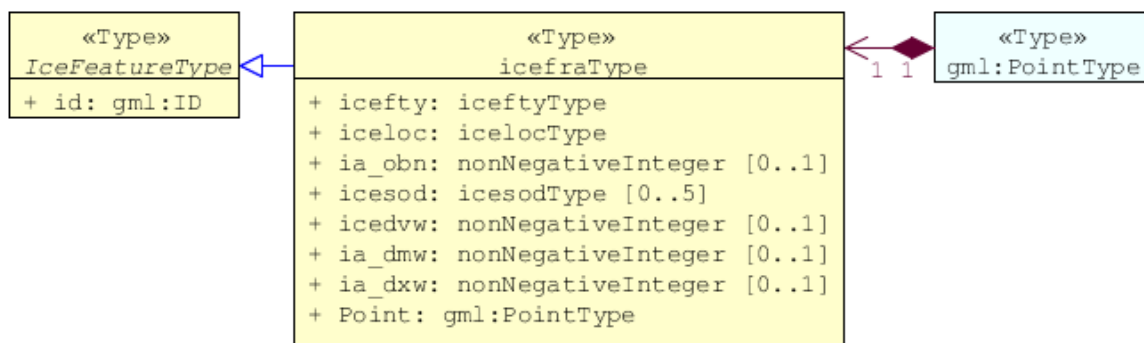 «Type»
IceFeatureType
+ id: gml:ID
«Type»
icefraType
+ icefty: iceftyType
+ iceloc: icelocType
+ ia_obn: nonNegativeInteger [0..1]
+ icesod: icesodType [0..5]
+ icedvw: nonNegativeInteger [0..1]
+ ia_dmw: nonNegativeInteger [0..1]
+ ia_dxw: nonNegativeInteger [0..1]
+ Point: gml:PointType
1 1
«Type»
gml:PointType